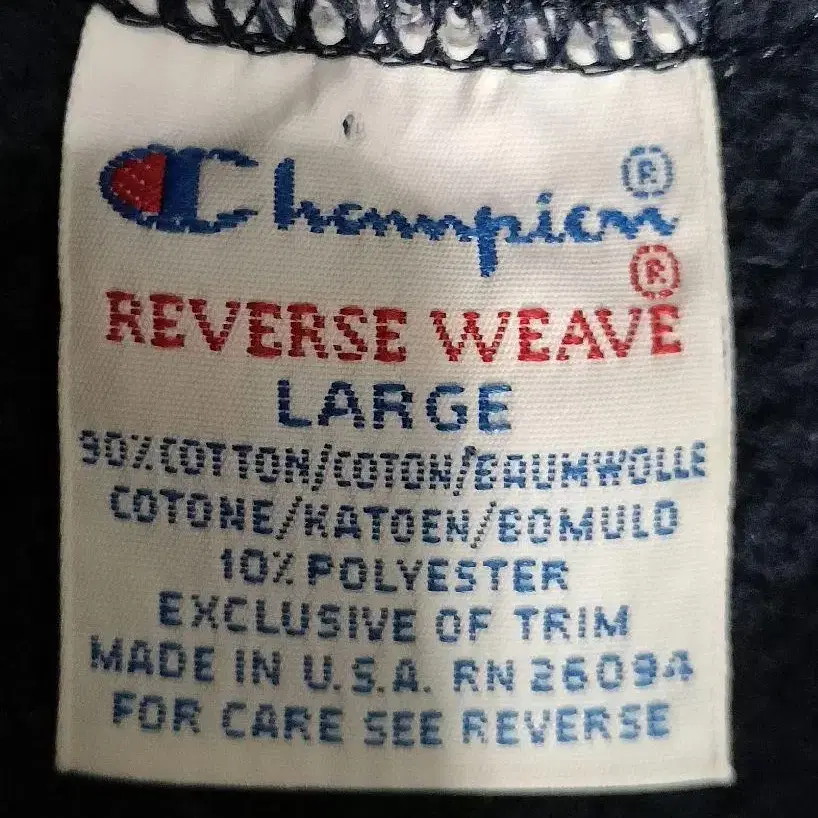 Champion®
REVERSE WEAVE®
LARGE
90% COTTON/COTON/BAUMWOLLE
COTONE/KATOEN/BOMULD
10% POLYESTER
EXCLUSIVE OF TRIM
MADE IN U.S.A. RN 26094
FOR CARE SEE REVERSE